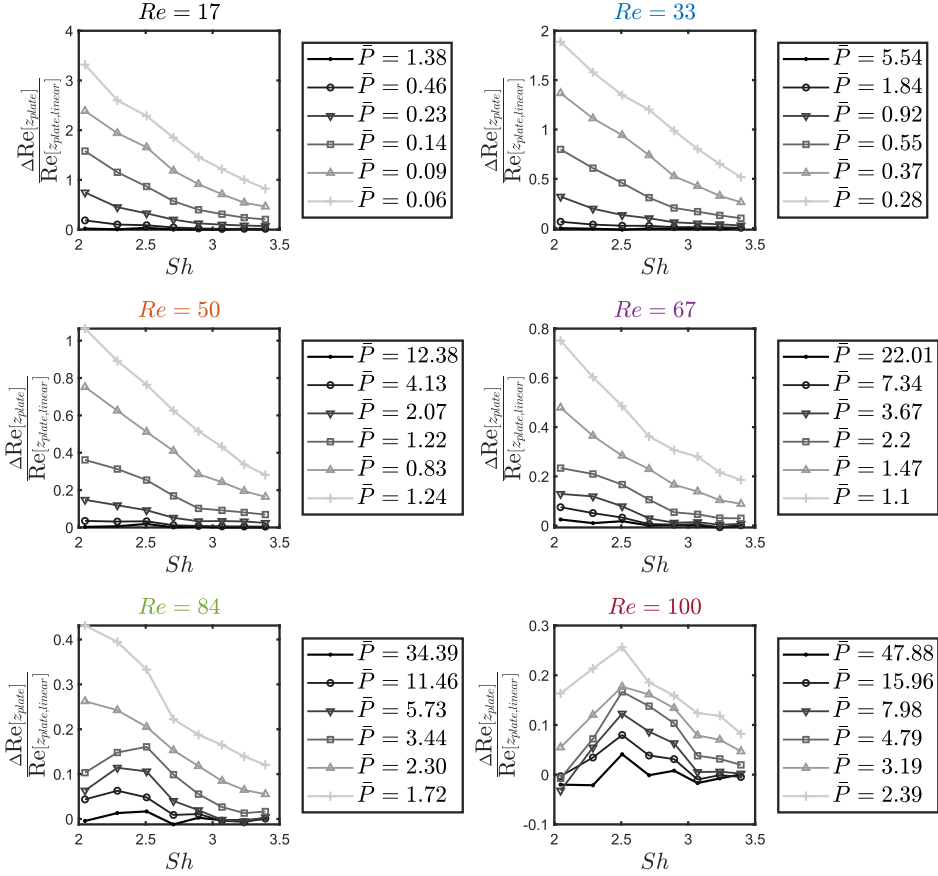 Re = 17
ΔRe[z_plate] / Re[z_plate,linear]
4
3
2
1
0
2 2.5 3 3.5
Sh
P̄ = 1.38
P̄ = 0.46
P̄ = 0.23
P̄ = 0.14
P̄ = 0.09
P̄ = 0.06
Re = 33
ΔRe[z_plate] / Re[z_plate,linear]
2
1.5
1
0.5
0
2 2.5 3 3.5
Sh
P̄ = 5.54
P̄ = 1.84
P̄ = 0.92
P̄ = 0.55
P̄ = 0.37
P̄ = 0.28
Re = 50
ΔRe[z_plate] / Re[z_plate,linear]
1
0.8
0.6
0.4
0.2
0
2 2.5 3 3.5
Sh
P̄ = 12.38
P̄ = 4.13
P̄ = 2.07
P̄ = 1.22
P̄ = 0.83
P̄ = 1.24
Re = 67
ΔRe[z_plate] / Re[z_plate,linear]
0.8
0.6
0.4
0.2
0
2 2.5 3 3.5
Sh
P̄ = 22.01
P̄ = 7.34
P̄ = 3.67
P̄ = 2.2
P̄ = 1.47
P̄ = 1.1
Re = 84
ΔRe[z_plate] / Re[z_plate,linear]
0.4
0.3
0.2
0.1
0
2 2.5 3 3.5
Sh
P̄ = 34.39
P̄ = 11.46
P̄ = 5.73
P̄ = 3.44
P̄ = 2.30
P̄ = 1.72
Re = 100
ΔRe[z_plate] / Re[z_plate,linear]
0.3
0.2
0.1
0
-0.1
2 2.5 3 3.5
Sh
P̄ = 47.88
P̄ = 15.96
P̄ = 7.98
P̄ = 4.79
P̄ = 3.19
P̄ = 2.39